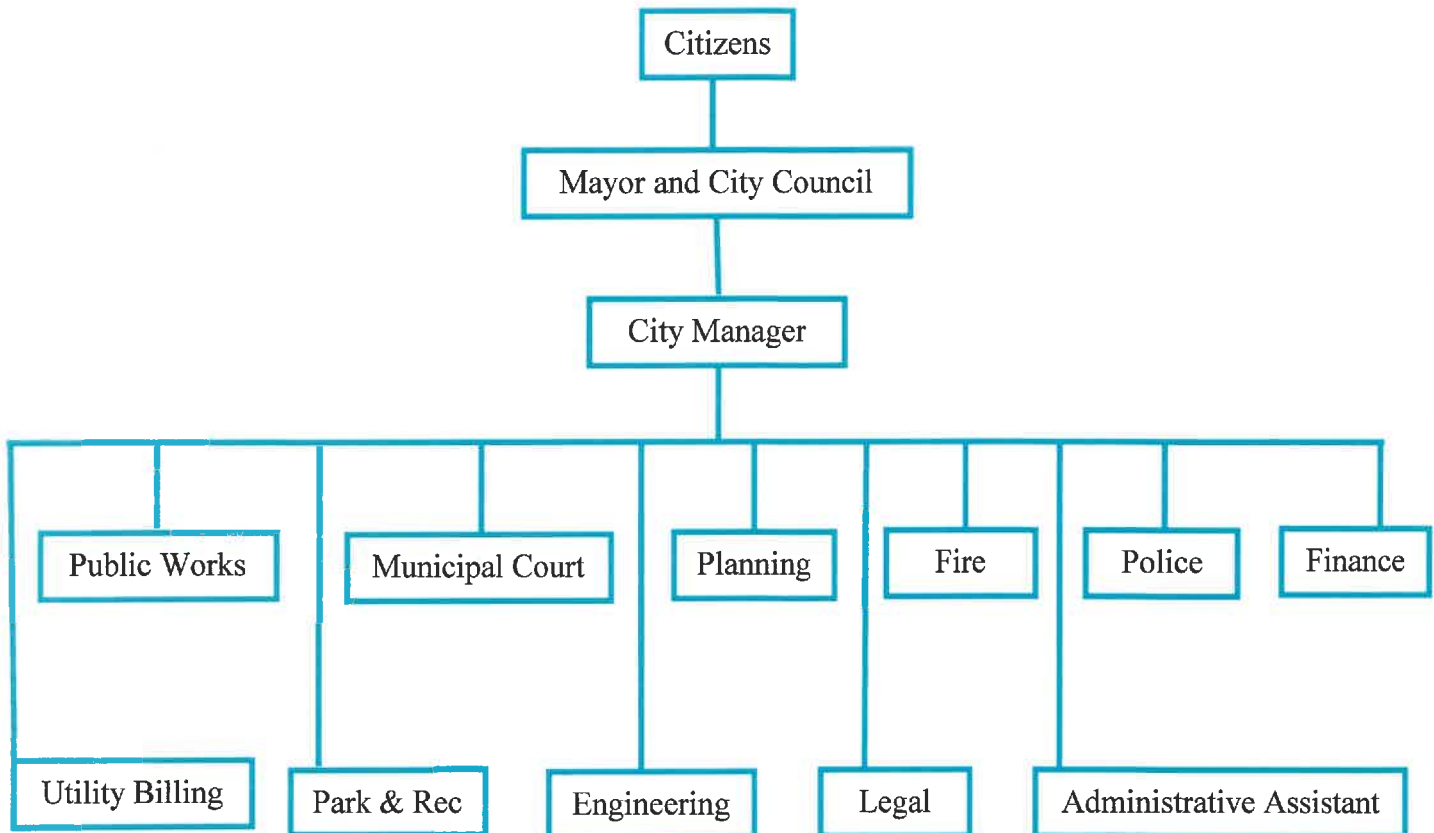 Citizens
Mayor and City Council
City Manager
Public Works
Municipal Court
Planning
Fire
Police
Finance
Utility Billing
Park & Rec
Engineering
Legal
Administrative Assistant